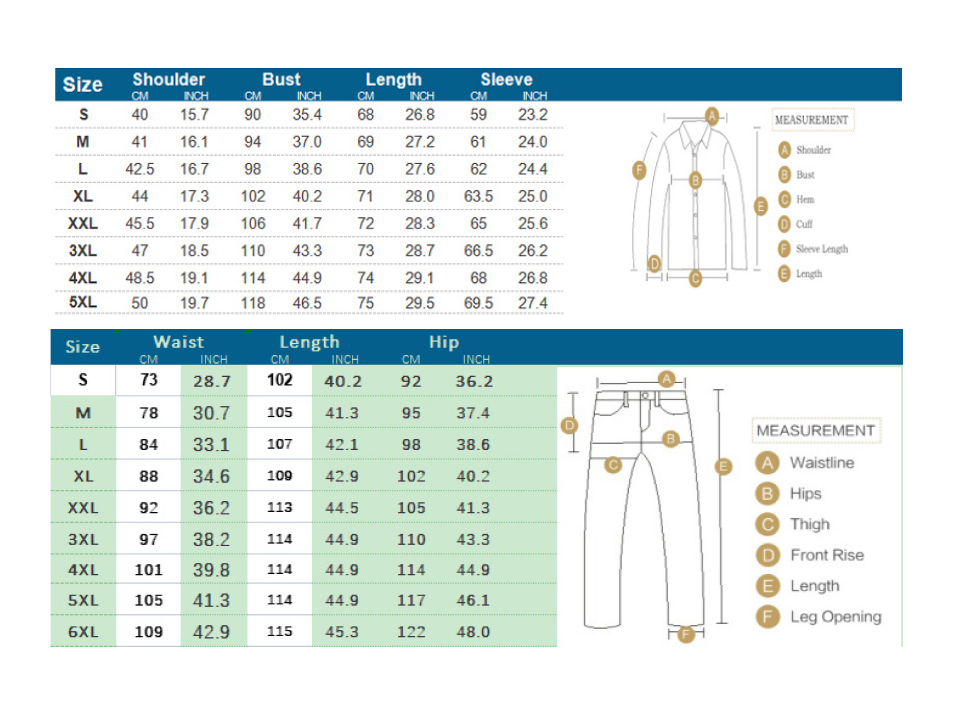 Size Shoulder Bust Length Sleeve
CM INCH CM INCH CM INCH CM INCH
S 40 15.7 90 35.4 68 26.8 59 23.2
M 41 16.1 94 37.0 69 27.2 61 24.0
L 42.5 16.7 98 38.6 70 27.6 62 24.4
XL 44 17.3 102 40.2 71 28.0 63.5 25.0
XXL 45.5 17.9 106 41.7 72 28.3 65 25.6
3XL 47 18.5 110 43.3 73 28.7 66.5 26.2
4XL 48.5 19.1 114 44.9 74 29.1 68 26.8
5XL 50 19.7 118 46.5 75 29.5 69.5 27.4
A
F
B
E
D
C
MEASUREMENT
A Shoulder
B Bust
C Hem
D Cuff
F Sleeve Length
E Length
Size Waist Length Hip
CM INCH CM INCH CM INCH
S 73 28.7 102 40.2 92 36.2
M 78 30.7 105 41.3 95 37.4
L 84 33.1 107 42.1 98 38.6
XL 88 34.6 109 42.9 102 40.2
XXL 92 36.2 113 44.5 105 41.3
3XL 97 38.2 114 44.9 110 43.3
4XL 101 39.8 114 44.9 114 44.9
5XL 105 41.3 114 44.9 117 46.1
6XL 109 42.9 115 45.3 122 48.0
A
D
B
C
E
F
MEASUREMENT
A Waistline
B Hips
C Thigh
D Front Rise
E Length
F Leg Opening